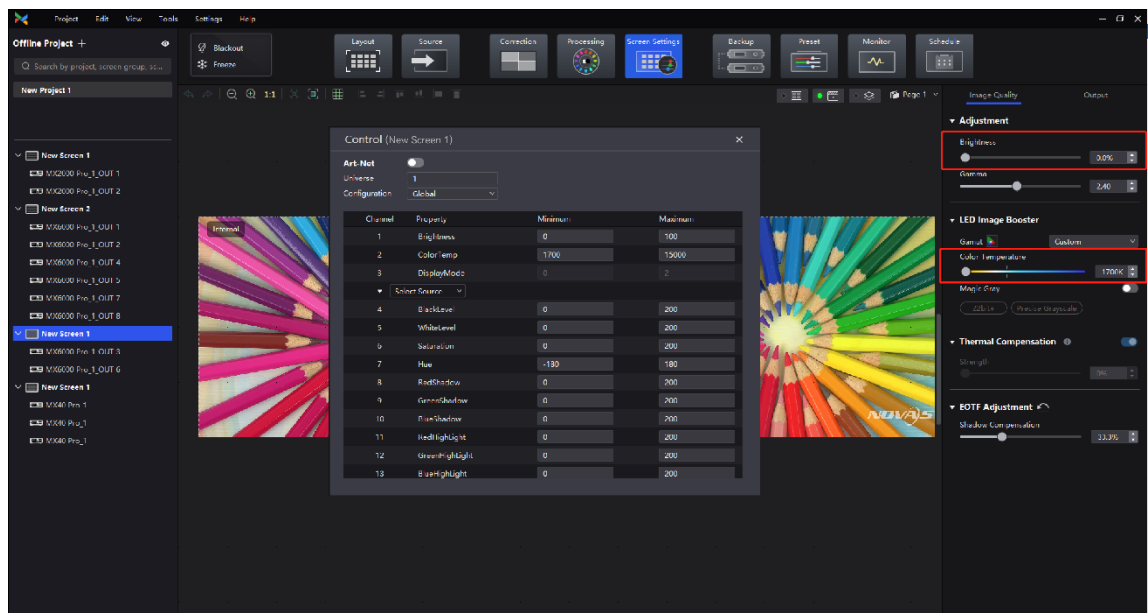 Project Edit View Tools Settings Help
Offline Project +
Search by project, screen group, sc...
New Project 1
Blackout
Freeze
Layout
Source
Correction
Processing
Screen Settings
Backup
Preset
Monitor
Schedule
1:1
Page 1
New Screen 1
MX2000 Pro_1_OUT 1
MX2000 Pro_1_OUT 2
New Screen 2
MX6000 Pro_1_OUT 1
MX6000 Pro_1_OUT 2
MX6000 Pro_1_OUT 4
MX6000 Pro_1_OUT 5
MX6000 Pro_1_OUT 7
MX6000 Pro_1_OUT 8
New Screen 1
MX6000 Pro_1_OUT 3
MX6000 Pro_1_OUT 6
New Screen 1
MX40 Pro_1
MX40 Pro_1
MX40 Pro_1
Internal
Control (New Screen 1)
Art-Net
Universe 1
Configuration Global
Channel Property Minimum Maximum
1 Brightness 0 100
2 ColorTemp 1700 15000
3 DisplayMode 0 2
Select Source
4 BlackLevel 0 200
5 WhiteLevel 0 200
6 Saturation 0 200
7 Hue -180 180
8 RedShadow 0 200
9 GreenShadow 0 200
10 BlueShadow 0 200
11 RedHighLight 0 200
12 GreenHighLight 0 200
13 BlueHighLight 0 200
Image Quality Output
Adjustment
Brightness
0.0%
Gamma
2.40
LED Image Booster
Gamut Custom
Color Temperature
1700K
Magic Gray
22bit+ Precise Grayscale
Thermal Compensation
Strength
0%
EOTF Adjustment
Shadow Compensation
33.3%